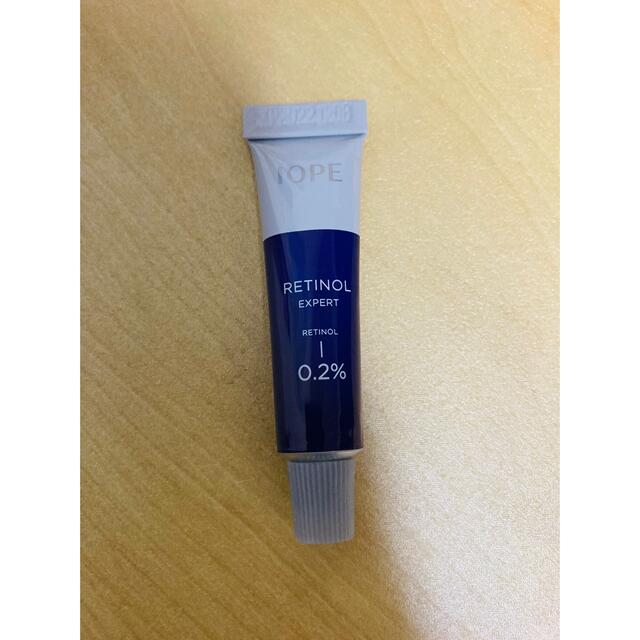 IOPE
RETINOL
EXPERT
RETINOL
0.2%